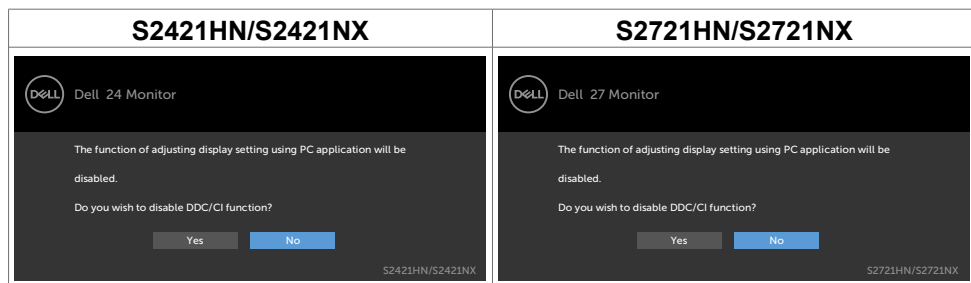 S2421HN/S2421NX
S2721HN/S2721NX
DELL
Dell 24 Monitor
The function of adjusting display setting using PC application will be
disabled.
Do you wish to disable DDC/CI function?
Yes
No
S2421HN/S2421NX
DELL
Dell 27 Monitor
The function of adjusting display setting using PC application will be
disabled.
Do you wish to disable DDC/CI function?
Yes
No
S2721HN/S2721NX